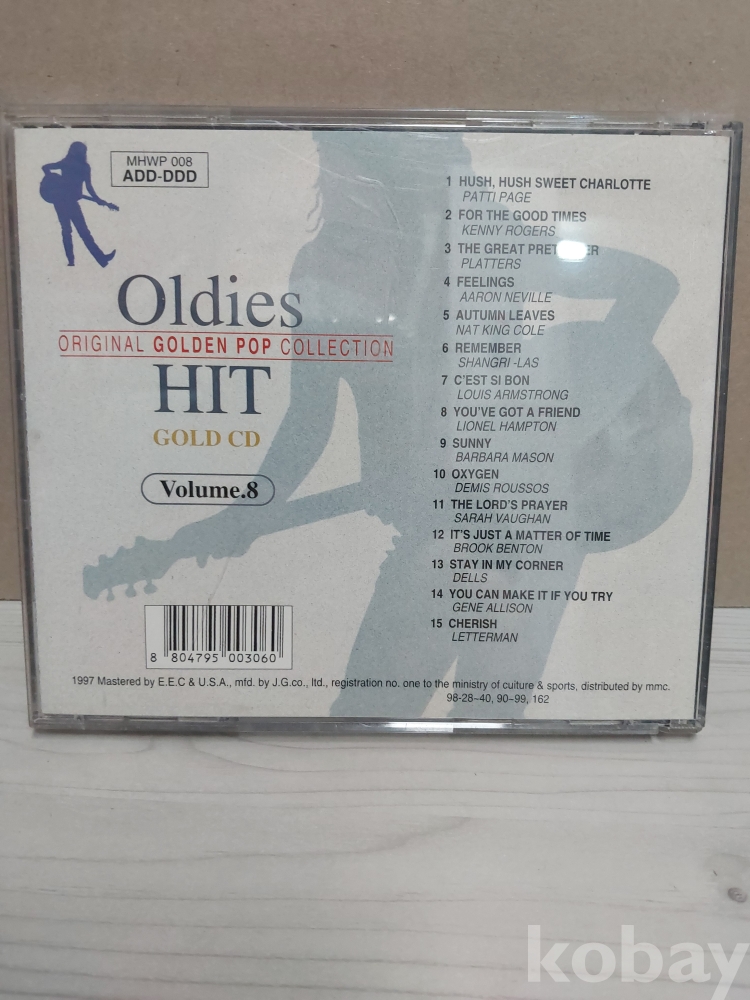 MHWP 008
ADD-DDD
Oldies
ORIGINAL GOLDEN POP COLLECTION
HIT
GOLD CD
Volume.8
1 HUSH, HUSH SWEET CHARLOTTE
PATTI PAGE
2 FOR THE GOOD TIMES
KENNY ROGERS
3 THE GREAT
PLATTERS
4 FEELINGS
AARON NEVILLE
5 AUTUMN LEAVES
NAT KING COLE
6 REMEMBER
SHANGRI-LAS
7 C'EST SI BON
LOUIS ARMSTRONG
8 YOU'VE GOT A FRIEND
LIONEL HAMPTON
9 SUNNY
BARBARA MASON
10 OXYGEN
DEMIS ROUSSOS
11 THE LORD'S PRAYER
SARAH VAUGHAN
12 IT'S JUST A MATTER OF TIME
BROOK BENTON
13 STAY IN MY CORNER
DELLS
14 YOU CAN MAKE IT IF YOU TRY
GENE ALLISON
15 CHERISH
LETTERMAN
8 804795 003060
1997 Mastered by E.E.C & U.S.A., mfd. by J.G.co., ltd., registration no. one to the ministry of culture & sports, distributed by mmc.
98-28~40, 90~99, 162
kobay